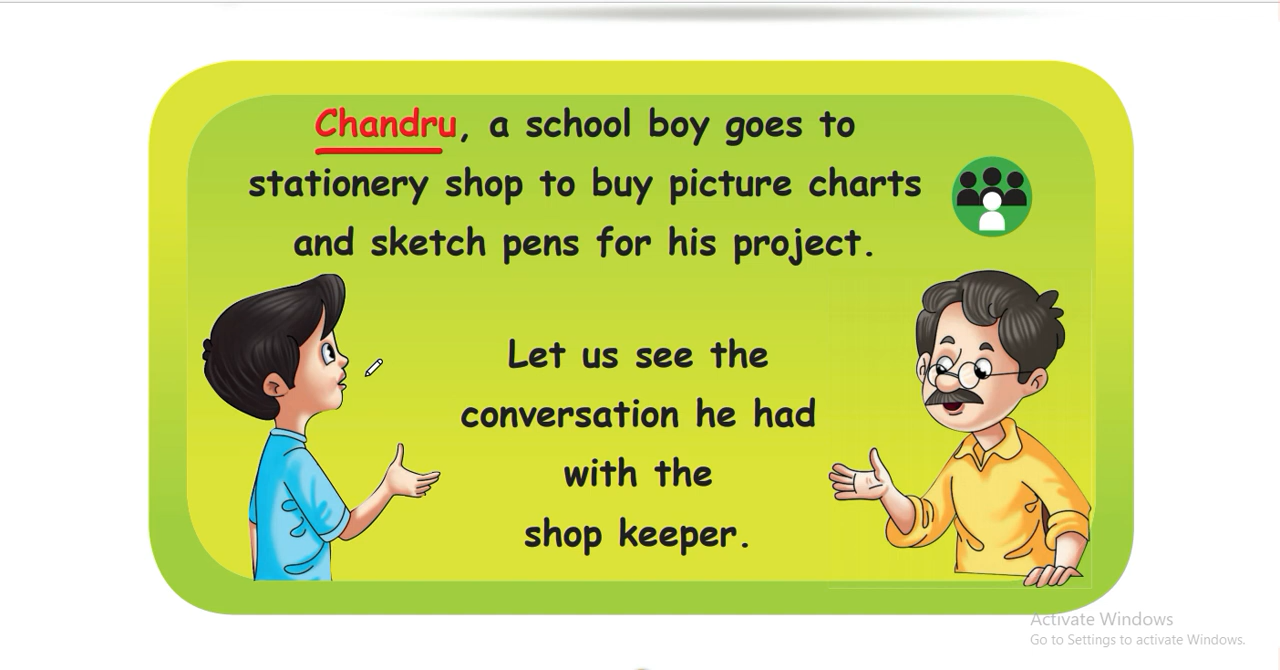 Chandru, a school boy goes to
stationery shop to buy picture charts
and sketch pens for his project.
Let us see the
conversation he had
with the
shop keeper.
Activate Windows
Go to Settings to activate Windows.